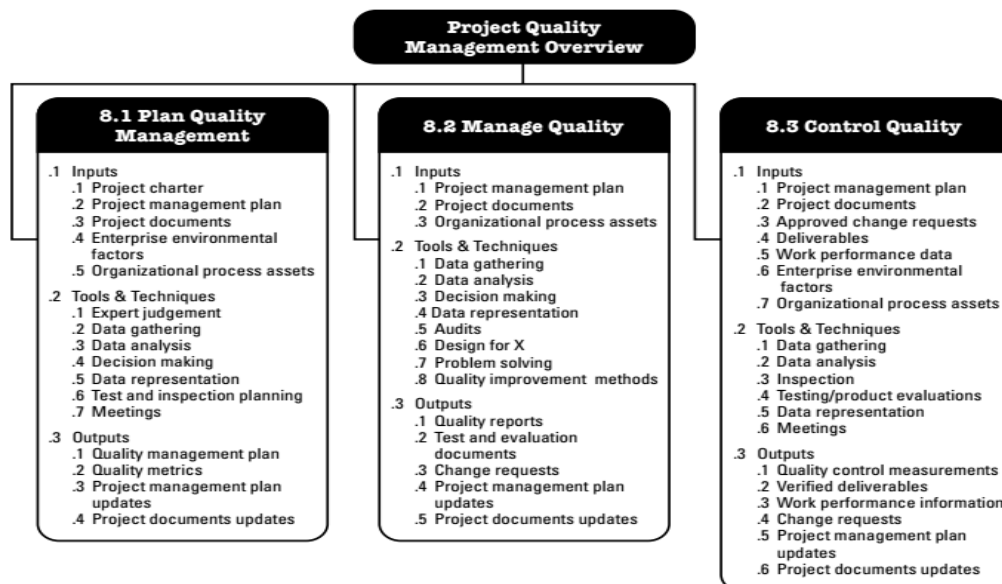 Project Quality
Management Overview
8.1 Plan Quality
Management
.1 Inputs
.1 Project charter
.2 Project management plan
.3 Project documents
.4 Enterprise environmental
factors
.5 Organizational process assets
.2 Tools & Techniques
.1 Expert judgement
.2 Data gathering
.3 Data analysis
.4 Decision making
.5 Data representation
.6 Test and inspection planning
.7 Meetings
.3 Outputs
.1 Quality management plan
.2 Quality metrics
.3 Project management plan
updates
.4 Project documents updates
8.2 Manage Quality
.1 Inputs
.1 Project management plan
.2 Project documents
.3 Organizational process assets
.2 Tools & Techniques
.1 Data gathering
.2 Data analysis
.3 Decision making
.4 Data representation
.5 Audits
.6 Design for X
.7 Problem solving
.8 Quality improvement methods
.3 Outputs
.1 Quality reports
.2 Test and evaluation
documents
.3 Change requests
.4 Project management plan
updates
.5 Project documents updates
8.3 Control Quality
.1 Inputs
.1 Project management plan
.2 Project documents
.3 Approved change requests
.4 Deliverables
.5 Work performance data
.6 Enterprise environmental
factors
.7 Organizational process assets
.2 Tools & Techniques
.1 Data gathering
.2 Data analysis
.3 Inspection
.4 Testing/product evaluations
.5 Data representation
.6 Meetings
.3 Outputs
.1 Quality control measurements
.2 Verified deliverables
.3 Work performance information
.4 Change requests
.5 Project management plan
updates
.6 Project documents updates